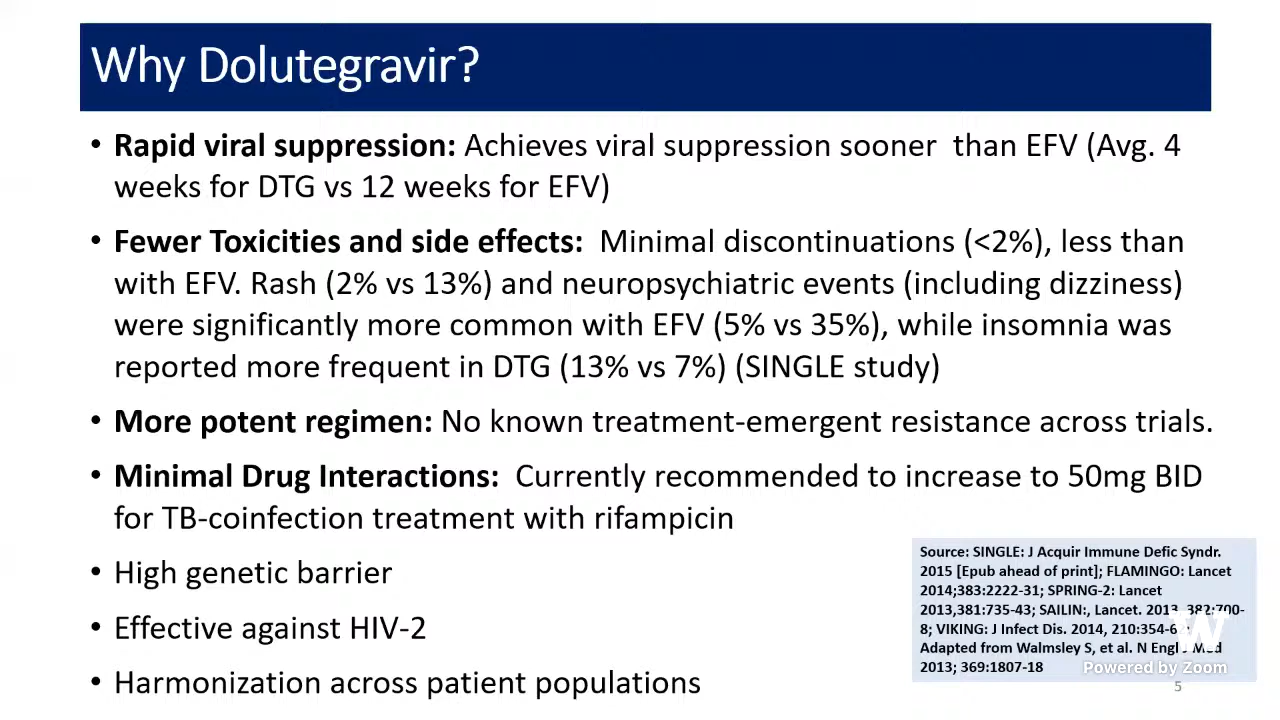 Why Dolutegravir?
• Rapid viral suppression: Achieves viral suppression sooner than EFV (Avg. 4
weeks for DTG vs 12 weeks for EFV)
• Fewer Toxicities and side effects: Minimal discontinuations (<2%), less than
with EFV. Rash (2% vs 13%) and neuropsychiatric events (including dizziness)
were significantly more common with EFV (5% vs 35%), while insomnia was
reported more frequent in DTG (13% vs 7%) (SINGLE study)
• More potent regimen: No known treatment-emergent resistance across trials.
• Minimal Drug Interactions: Currently recommended to increase to 50mg BID
for TB-coinfection treatment with rifampicin
• High genetic barrier
• Effective against HIV-2
• Harmonization across patient populations
Source: SINGLE: J Acquir Immune Defic Syndr.
2015 [Epub ahead of print]; FLAMINGO: Lancet
2014;383:2222-31; SPRING-2: Lancet
2013,381:735-43; SAILIN:, Lancet. 2013, 382:700-
8; VIKING: J Infect Dis. 2014, 210:354-
Adapted from Walmsley S, et al. N Engl J Med
2013; 369:1807-18
W
Powered by Zoom
5